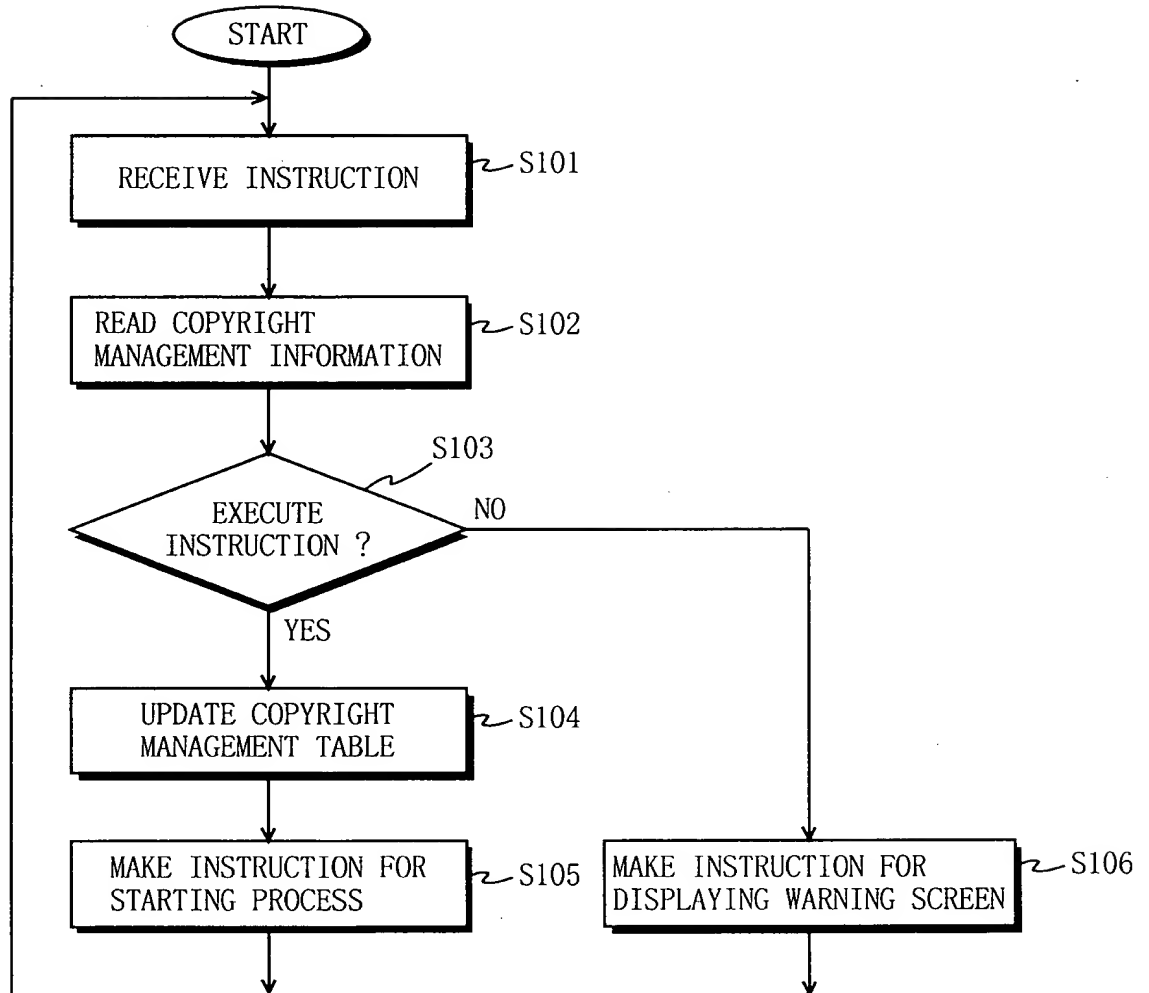 START
RECEIVE INSTRUCTION
S101
READ COPYRIGHT
MANAGEMENT INFORMATION
S102
S103
EXECUTE
INSTRUCTION ?
NO
YES
UPDATE COPYRIGHT
MANAGEMENT TABLE
S104
MAKE INSTRUCTION FOR
STARTING PROCESS
S105
MAKE INSTRUCTION FOR
DISPLAYING WARNING SCREEN
S106